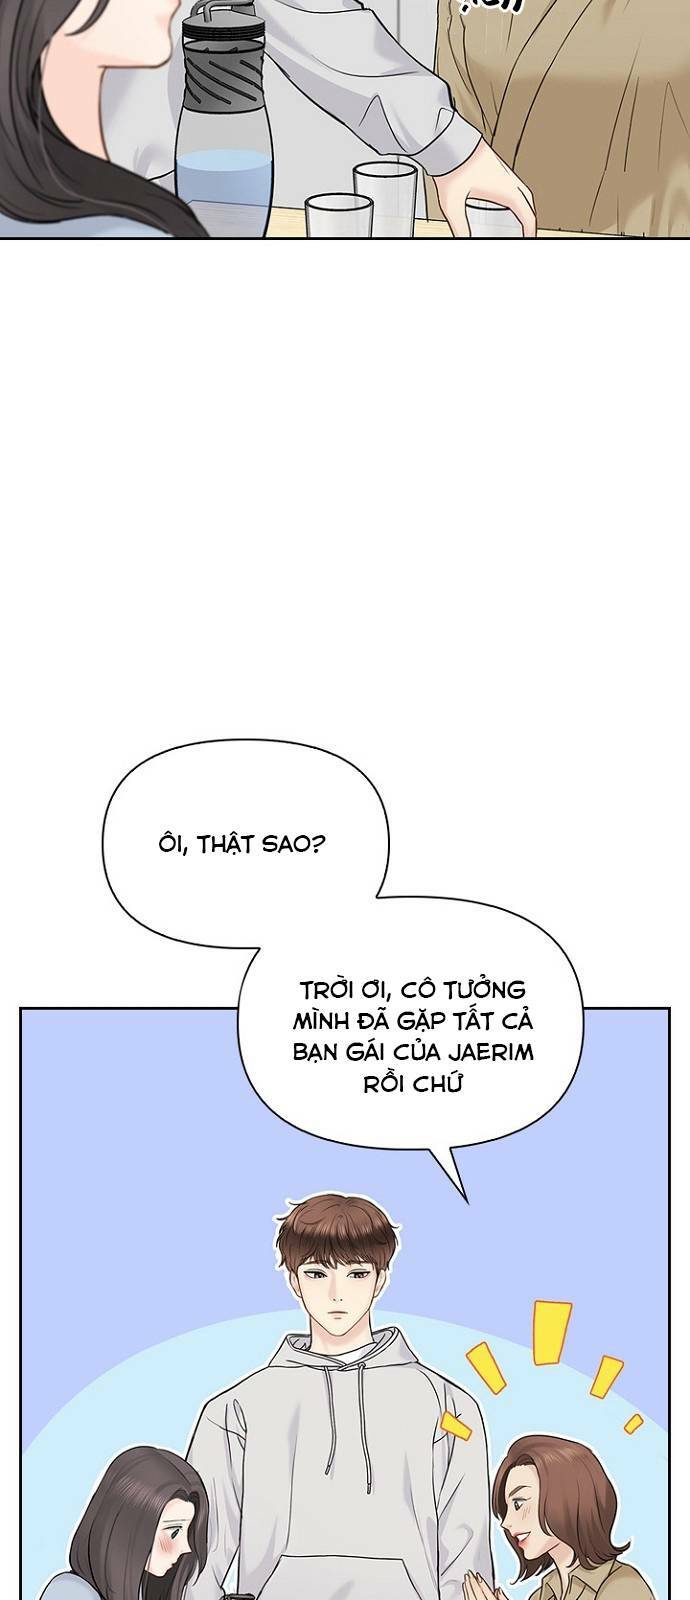 ÔI, THẬT SAO?
TRỜI ƠI, CÔ TƯỞNG
MÌNH ĐÃ GẶP TẤT CẢ
BẠN GÁI CỦA JAERIM
RỒI CHỨ